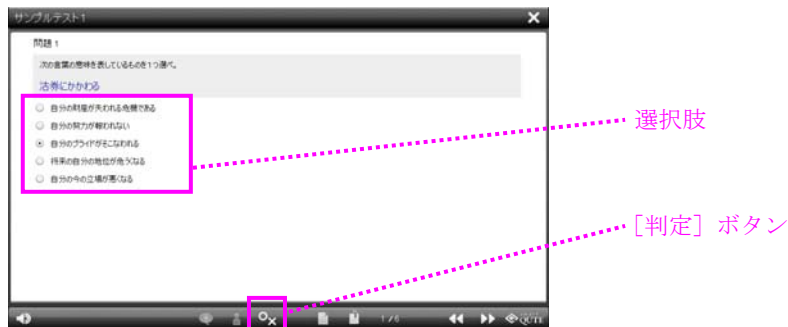 サンプルテスト1
問題 1
次の言葉の意味を表しているものを1つ選べ。
沽券にかかわる
自分の財産が失われる危機である
自分の努力が報われない
自分のプライドがそこなわれる
将来の自分の地位が危うくなる
自分の今の立場が悪くなる
選択肢
［判定］ボタン
1/6
QUTE